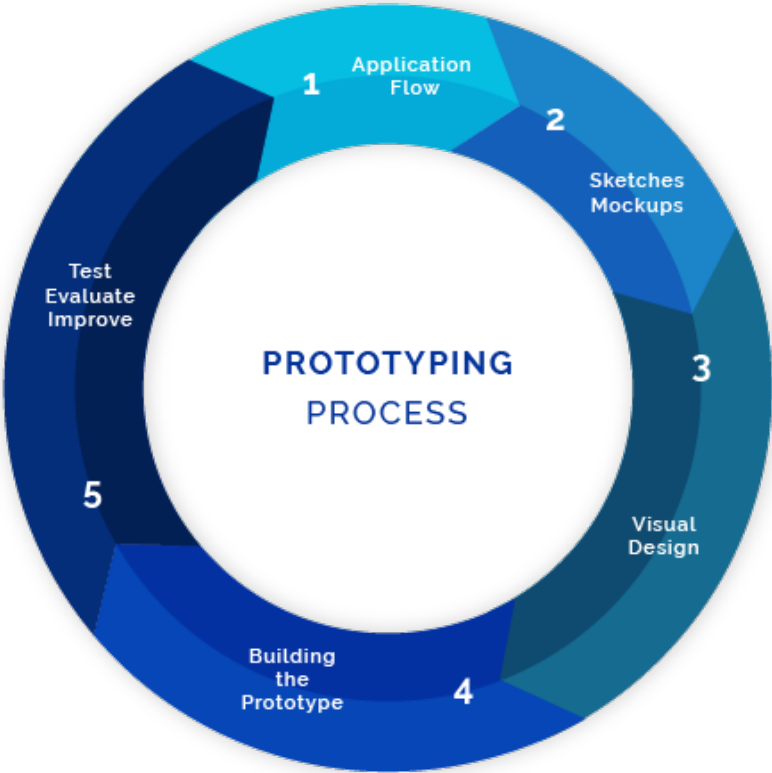 PROTOTYPING
PROCESS
1
Application
Flow
2
Sketches
Mockups
3
Visual
Design
4
Building
the
Prototype
5
Test
Evaluate
Improve